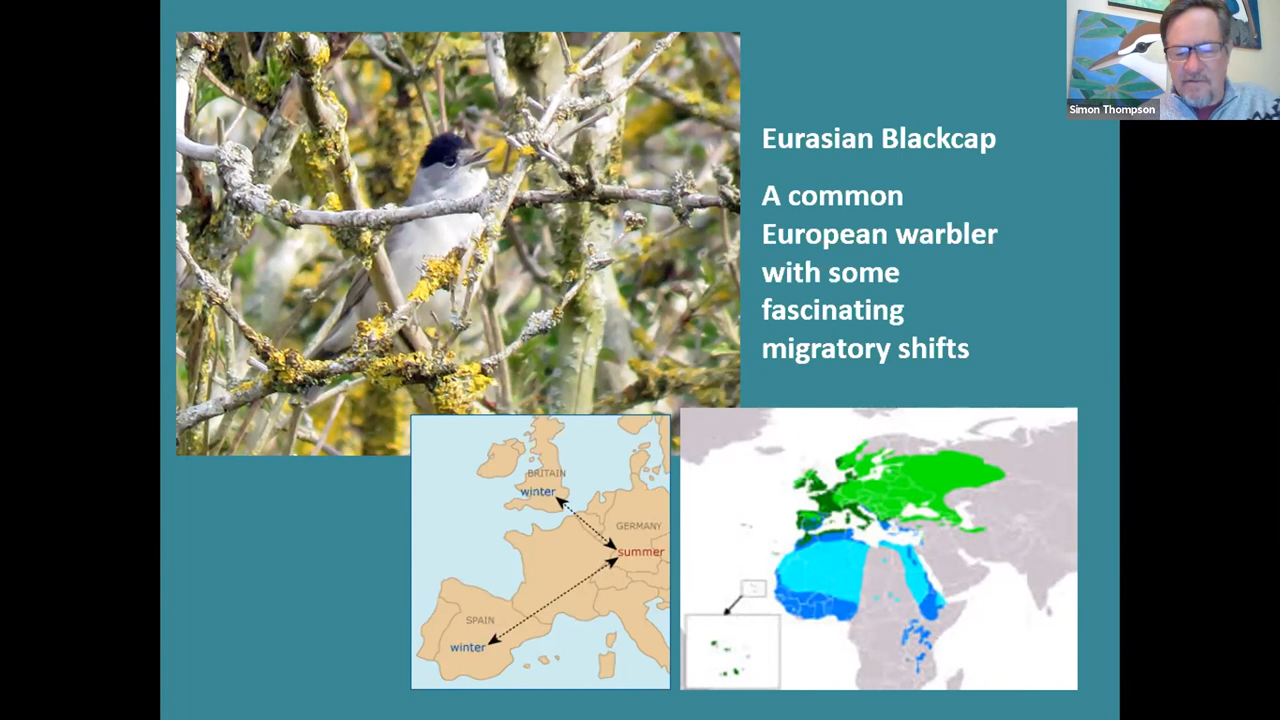 Simon Thompson
Eurasian Blackcap
A common
European warbler
with some
fascinating
migratory shifts
BRITAIN
winter
GERMANY
summer
SPAIN
winter